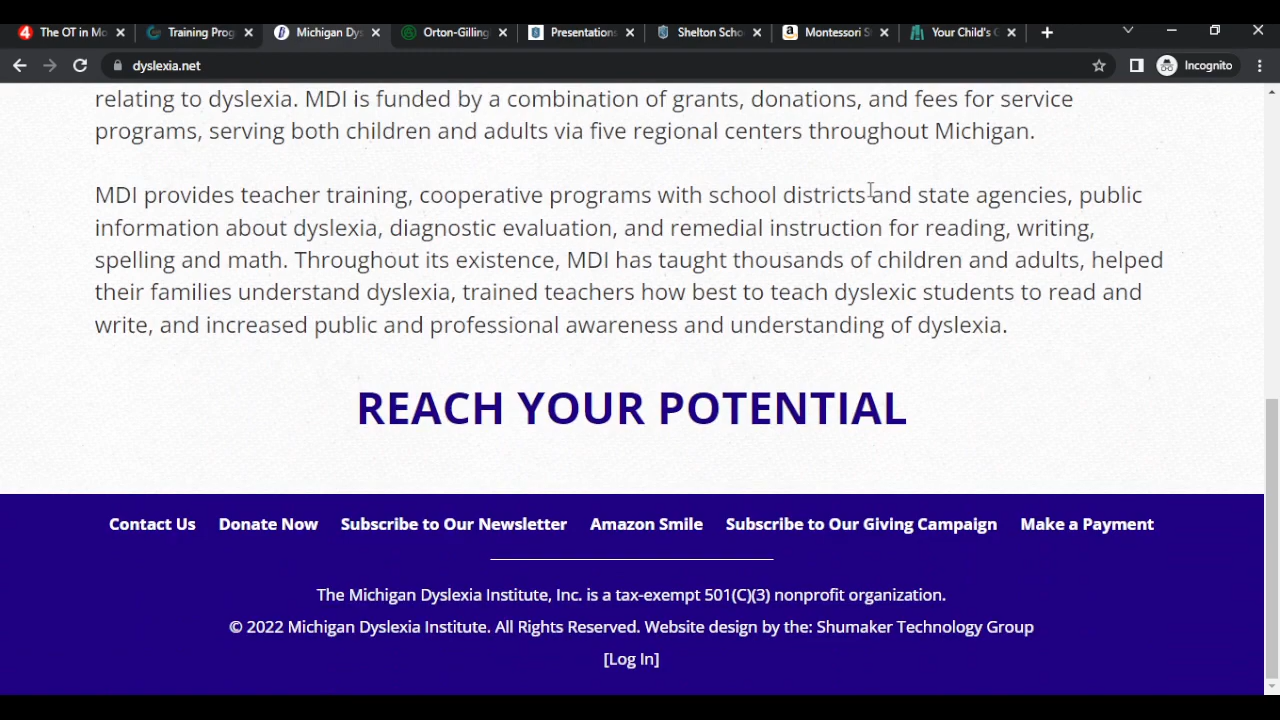 The OT in Mo
Training Prog
Michigan Dys
Orton-Gilling
Presentations
Shelton Scho
Montessori S
Your Child's
dyslexia.net
Incognito
relating to dyslexia. MDI is funded by a combination of grants, donations, and fees for service
programs, serving both children and adults via five regional centers throughout Michigan.
MDI provides teacher training, cooperative programs with school districts and state agencies, public
information about dyslexia, diagnostic evaluation, and remedial instruction for reading, writing,
spelling and math. Throughout its existence, MDI has taught thousands of children and adults, helped
their families understand dyslexia, trained teachers how best to teach dyslexic students to read and
write, and increased public and professional awareness and understanding of dyslexia.
REACH YOUR POTENTIAL
Contact Us Donate Now Subscribe to Our Newsletter Amazon Smile Subscribe to Our Giving Campaign Make a Payment
The Michigan Dyslexia Institute, Inc. is a tax-exempt 501(C)(3) nonprofit organization.
© 2022 Michigan Dyslexia Institute. All Rights Reserved. Website design by the: Shumaker Technology Group
[Log In]